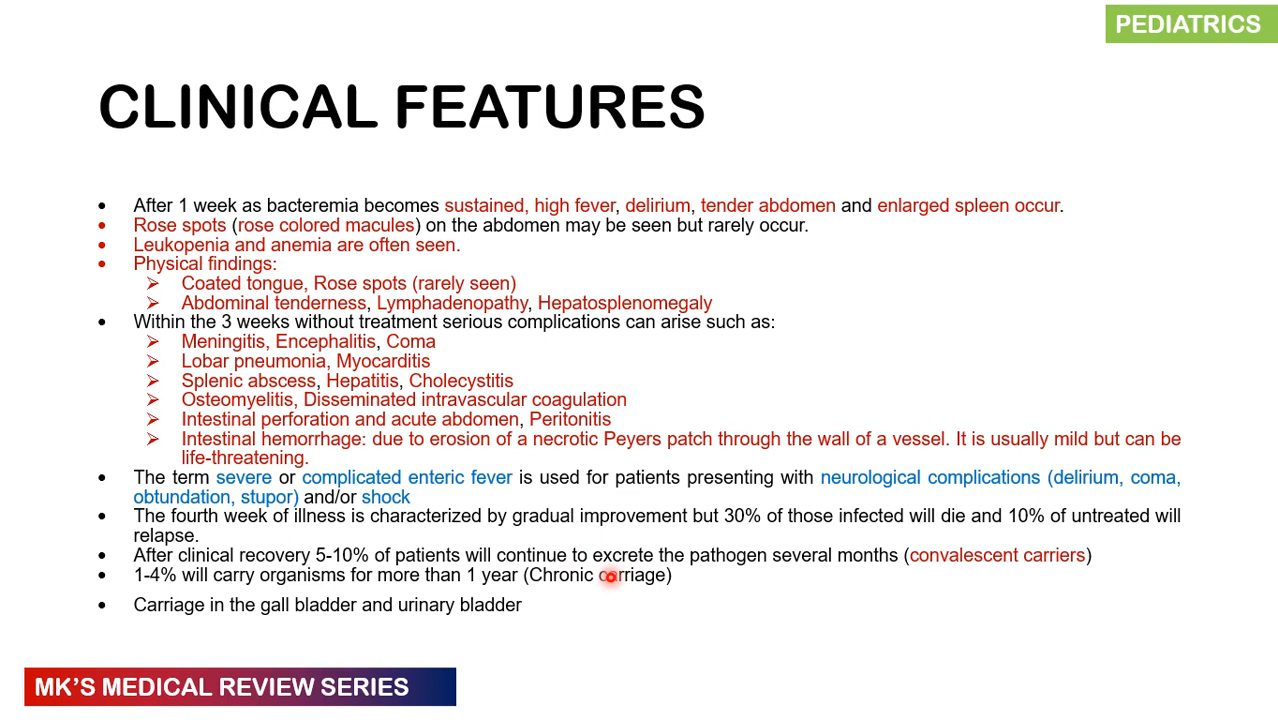 PEDIATRICS
CLINICAL FEATURES
• After 1 week as bacteremia becomes sustained, high fever, delirium, tender abdomen and enlarged spleen occur.
• Rose spots (rose colored macules) on the abdomen may be seen but rarely occur.
• Leukopenia and anemia are often seen.
• Physical findings:
➢ Coated tongue, Rose spots (rarely seen)
➢ Abdominal tenderness, Lymphadenopathy, Hepatosplenomegaly
• Within the 3 weeks without treatment serious complications can arise such as:
➢ Meningitis, Encephalitis, Coma
➢ Lobar pneumonia, Myocarditis
➢ Splenic abscess, Hepatitis, Cholecystitis
➢ Osteomyelitis, Disseminated intravascular coagulation
➢ Intestinal perforation and acute abdomen, Peritonitis
➢ Intestinal hemorrhage: due to erosion of a necrotic Peyers patch through the wall of a vessel. It is usually mild but can be
life-threatening.
• The term severe or complicated enteric fever is used for patients presenting with neurological complications (delirium, coma,
obtundation, stupor) and/or shock
• The fourth week of illness is characterized by gradual improvement but 30% of those infected will die and 10% of untreated will
relapse.
• After clinical recovery 5-10% of patients will continue to excrete the pathogen several months (convalescent carriers)
• 1-4% will carry organisms for more than 1 year (Chronic carriage)
• Carriage in the gall bladder and urinary bladder
MK'S MEDICAL REVIEW SERIES